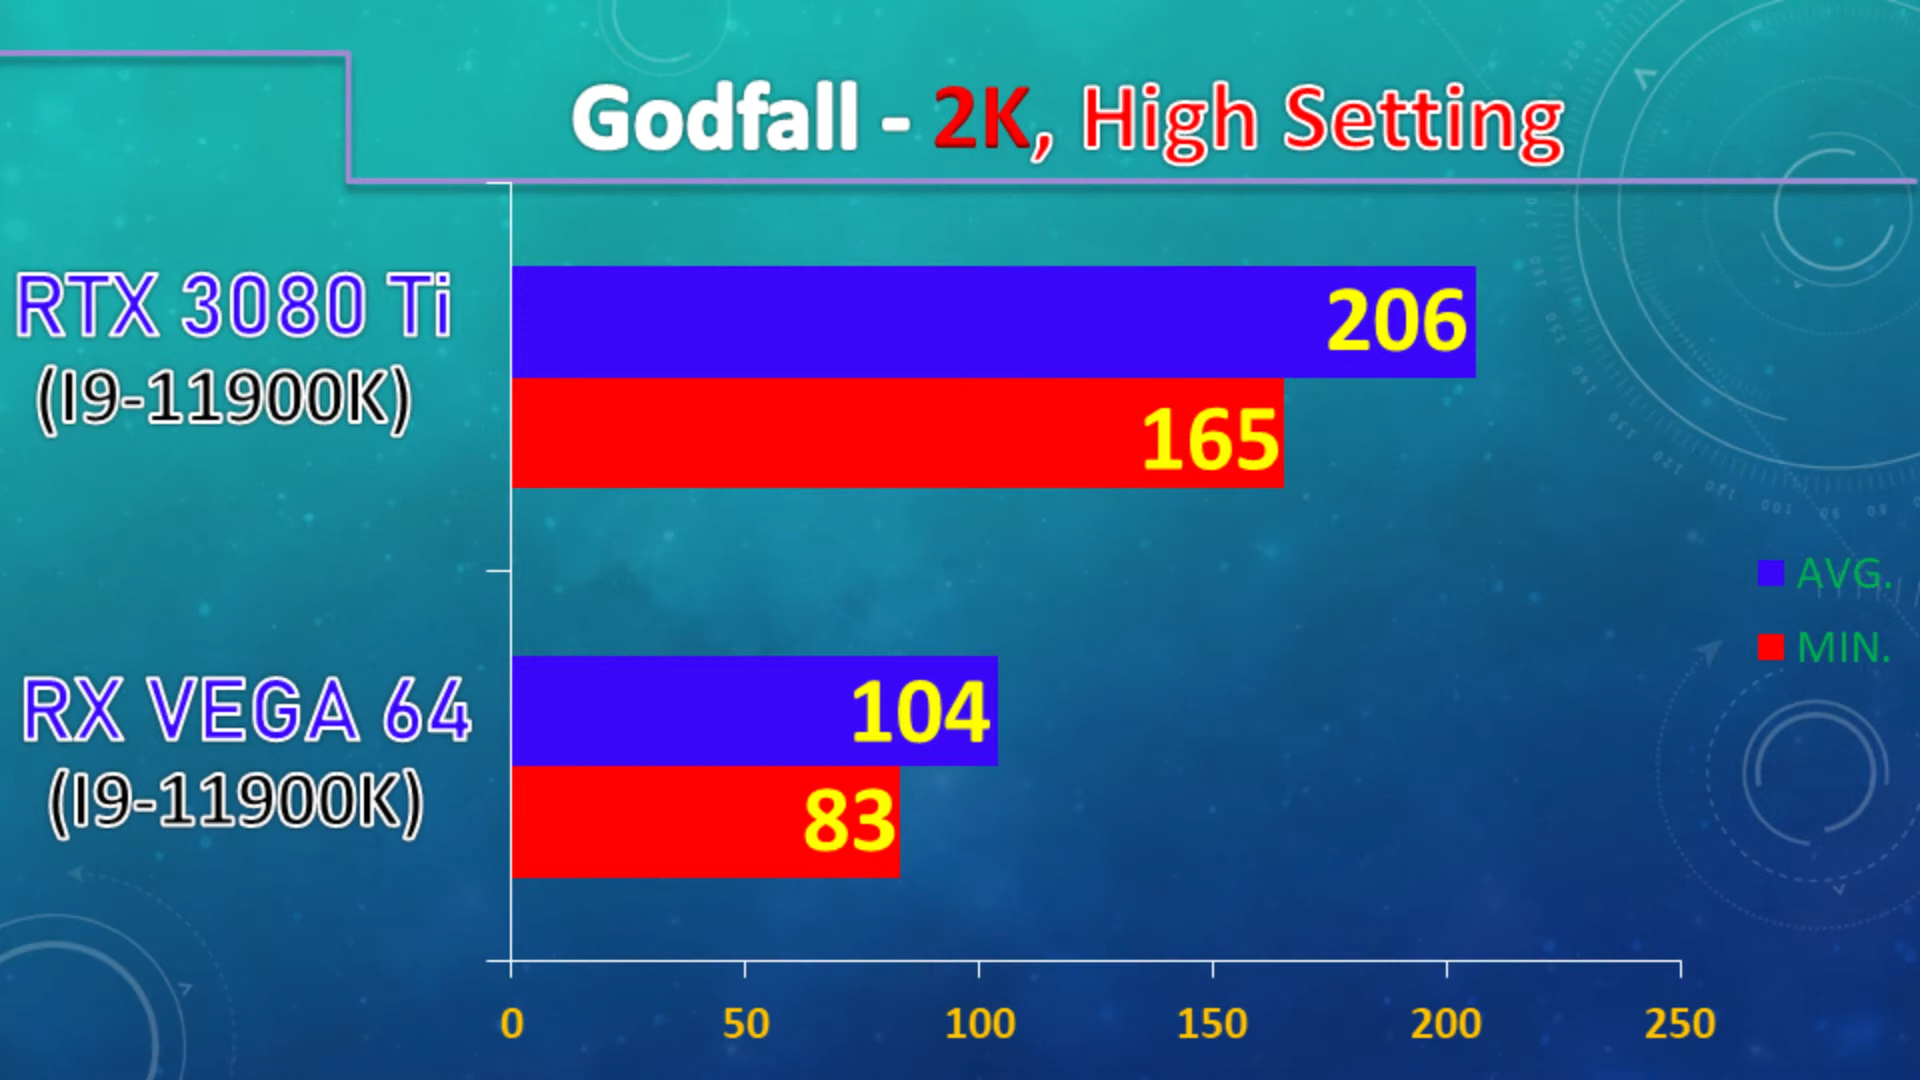 Godfall - 2K, High Setting
RTX 3080 Ti
(I9-11900K)
206
165
AVG.
MIN.
RX VEGA 64
(I9-11900K)
104
83
0 50 100 150 200 250